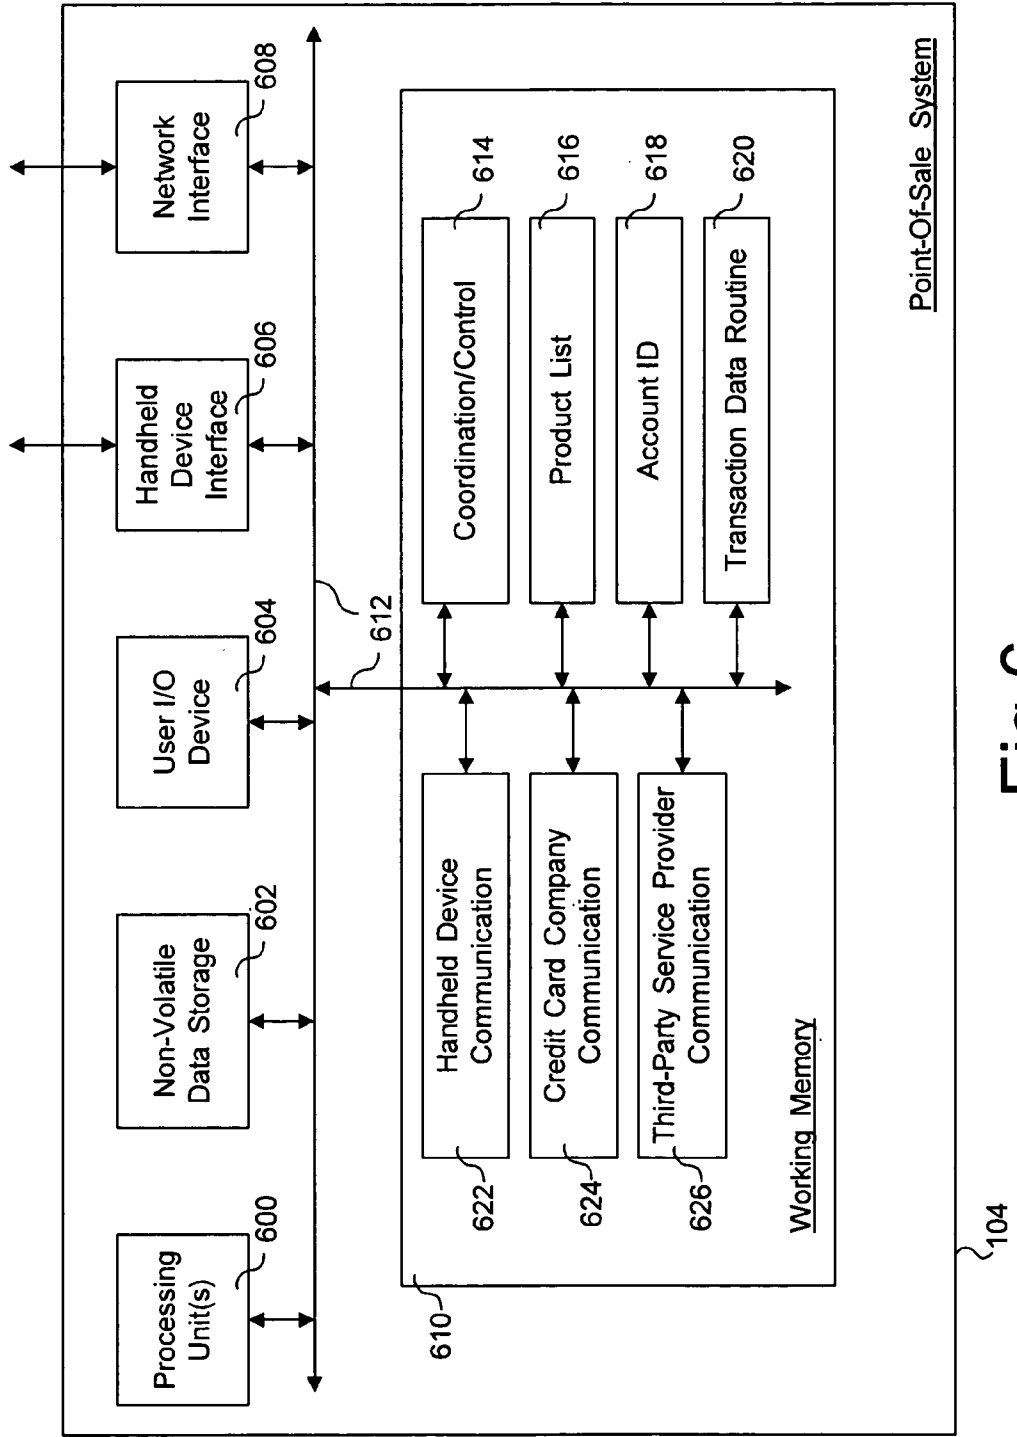 Processing
Unit(s)
600
Non-Volatile
Data Storage
602
User I/O
Device
604
Handheld
Device
Interface
606
Network
Interface
608
612
610
Handheld Device
Communication
622
Credit Card Company
Communication
624
Third-Party Service Provider
Communication
626
Coordination/Control
614
Product List
616
Account ID
618
Transaction Data Routine
620
Working Memory
Point-Of-Sale System
104